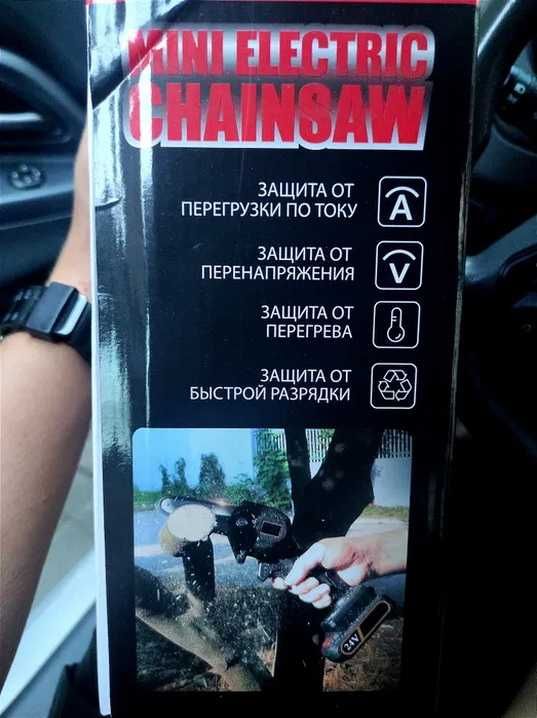 MINI ELECTRIC
CHAINSAW
ЗАЩИТА ОТ
ПЕРЕГРУЗКИ ПО ТОКУ
A
ЗАЩИТА ОТ
ПЕРЕНАПРЯЖЕНИЯ
V
ЗАЩИТА ОТ
ПЕРЕГРЕВА
ЗАЩИТА ОТ
БЫСТРОЙ РАЗРЯДКИ
24V